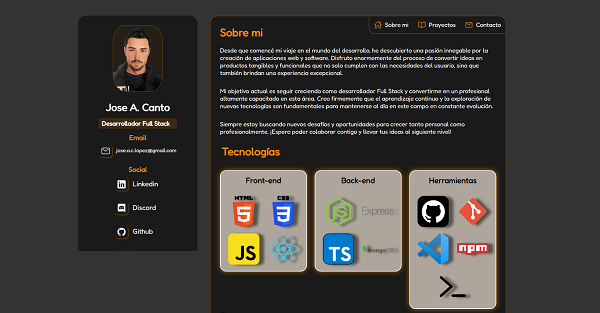 Jose A. Canto
Desarrollador Full Stack
Email
jose.a.c.lopez@gmail.com
Social
Linkedin
Discord
Github
Sobre mi
Proyectos
Contacto
Sobre mi
Desde que comencé mi viaje en el mundo del desarrollo, he descubierto una pasión innegable por la
creación de aplicaciones web y software. Disfruto enormemente del proceso de convertir ideas en
productos tangibles y funcionales que no solo cumplen con las necesidades del usuario, sino que
también brindan una experiencia excepcional.
Mi objetivo actual es seguir creciendo como desarrollador Full Stack y convertirme en un profesional
altamente capacitado en esta área. Creo firmemente que el aprendizaje continuo y la exploración de
nuevas tecnologías son fundamentales para mantenerse al día en este campo en constante evolución.
Siempre estoy buscando nuevos desafíos y oportunidades para crecer tanto personal como
profesionalmente. ¡Espero poder colaborar contigo y llevar tus ideas al siguiente nivel!
Tecnologías
Front-end
HTML
5
CSS
3
JS
Back-end
JS
Express
TS
mongoDB
Herramientas
npm